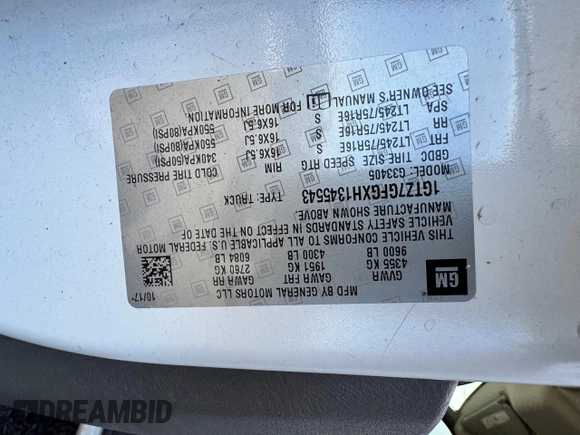 GM
MFD BY GENERAL MOTORS LLC
10/17
GVWR GAWR FRT GAWR RR
4355 KG 1951 KG 2760 KG
9600 LB 4300 LB 6084 LB
THIS VEHICLE CONFORMS TO ALL APPLICABLE U.S. FEDERAL MOTOR
VEHICLE SAFETY STANDARDS IN EFFECT ON THE DATE OF
MANUFACTURE SHOWN ABOVE.
1GTZ7GFGXH1345543 TYPE: TRUCK
MODEL: G33405
GBDC TIRE SIZE SPEED RTG RIM COLD TIRE PRESSURE
FRT LT245/75R16E S 16X6.5J 340KPA(50PSI)
RR LT245/75R16E S 16X6.5J 550KPA(80PSI)
SPA LT245/75R16E S 16X6.5J 550KPA(80PSI)
SEE OWNER'S MANUAL FOR MORE INFORMATION.
DREAMBID